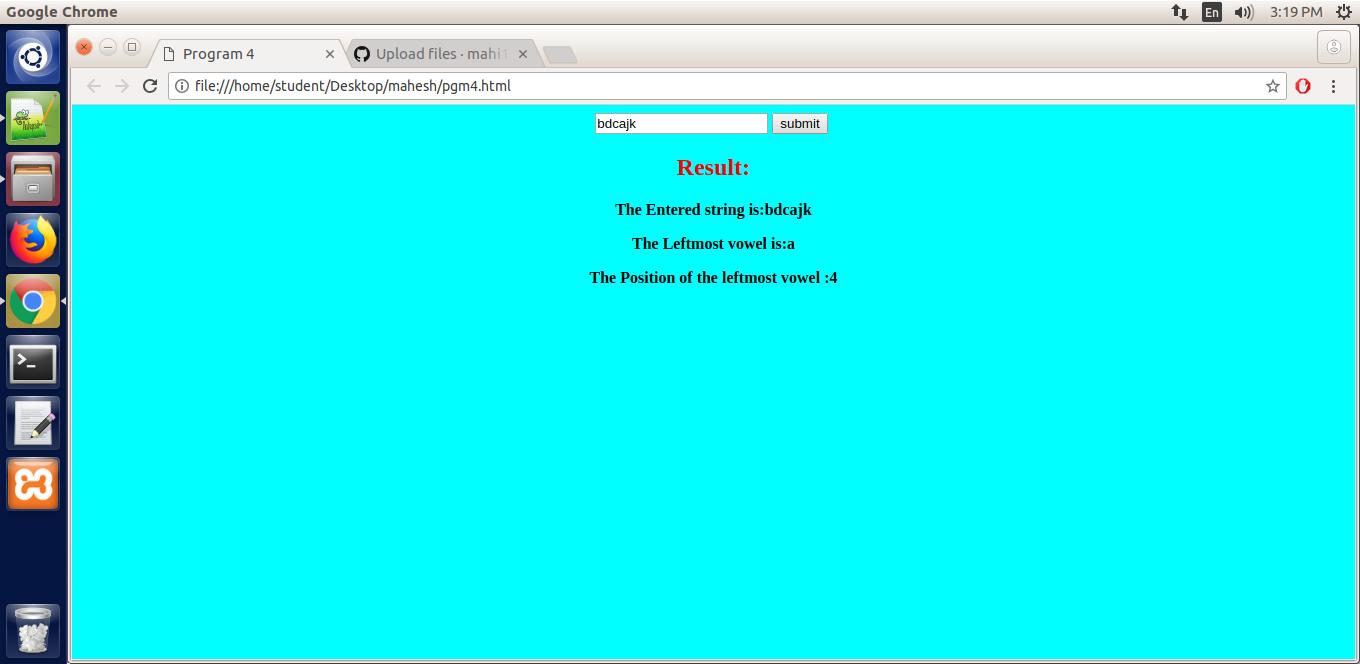 Google Chrome
En
3:19 PM
Program 4
Upload files · mahi1
file:///home/student/Desktop/mahesh/pgm4.html
bdcajk
submit
Result:
The Entered string is:bdcajk
The Leftmost vowel is:a
The Position of the leftmost vowel :4